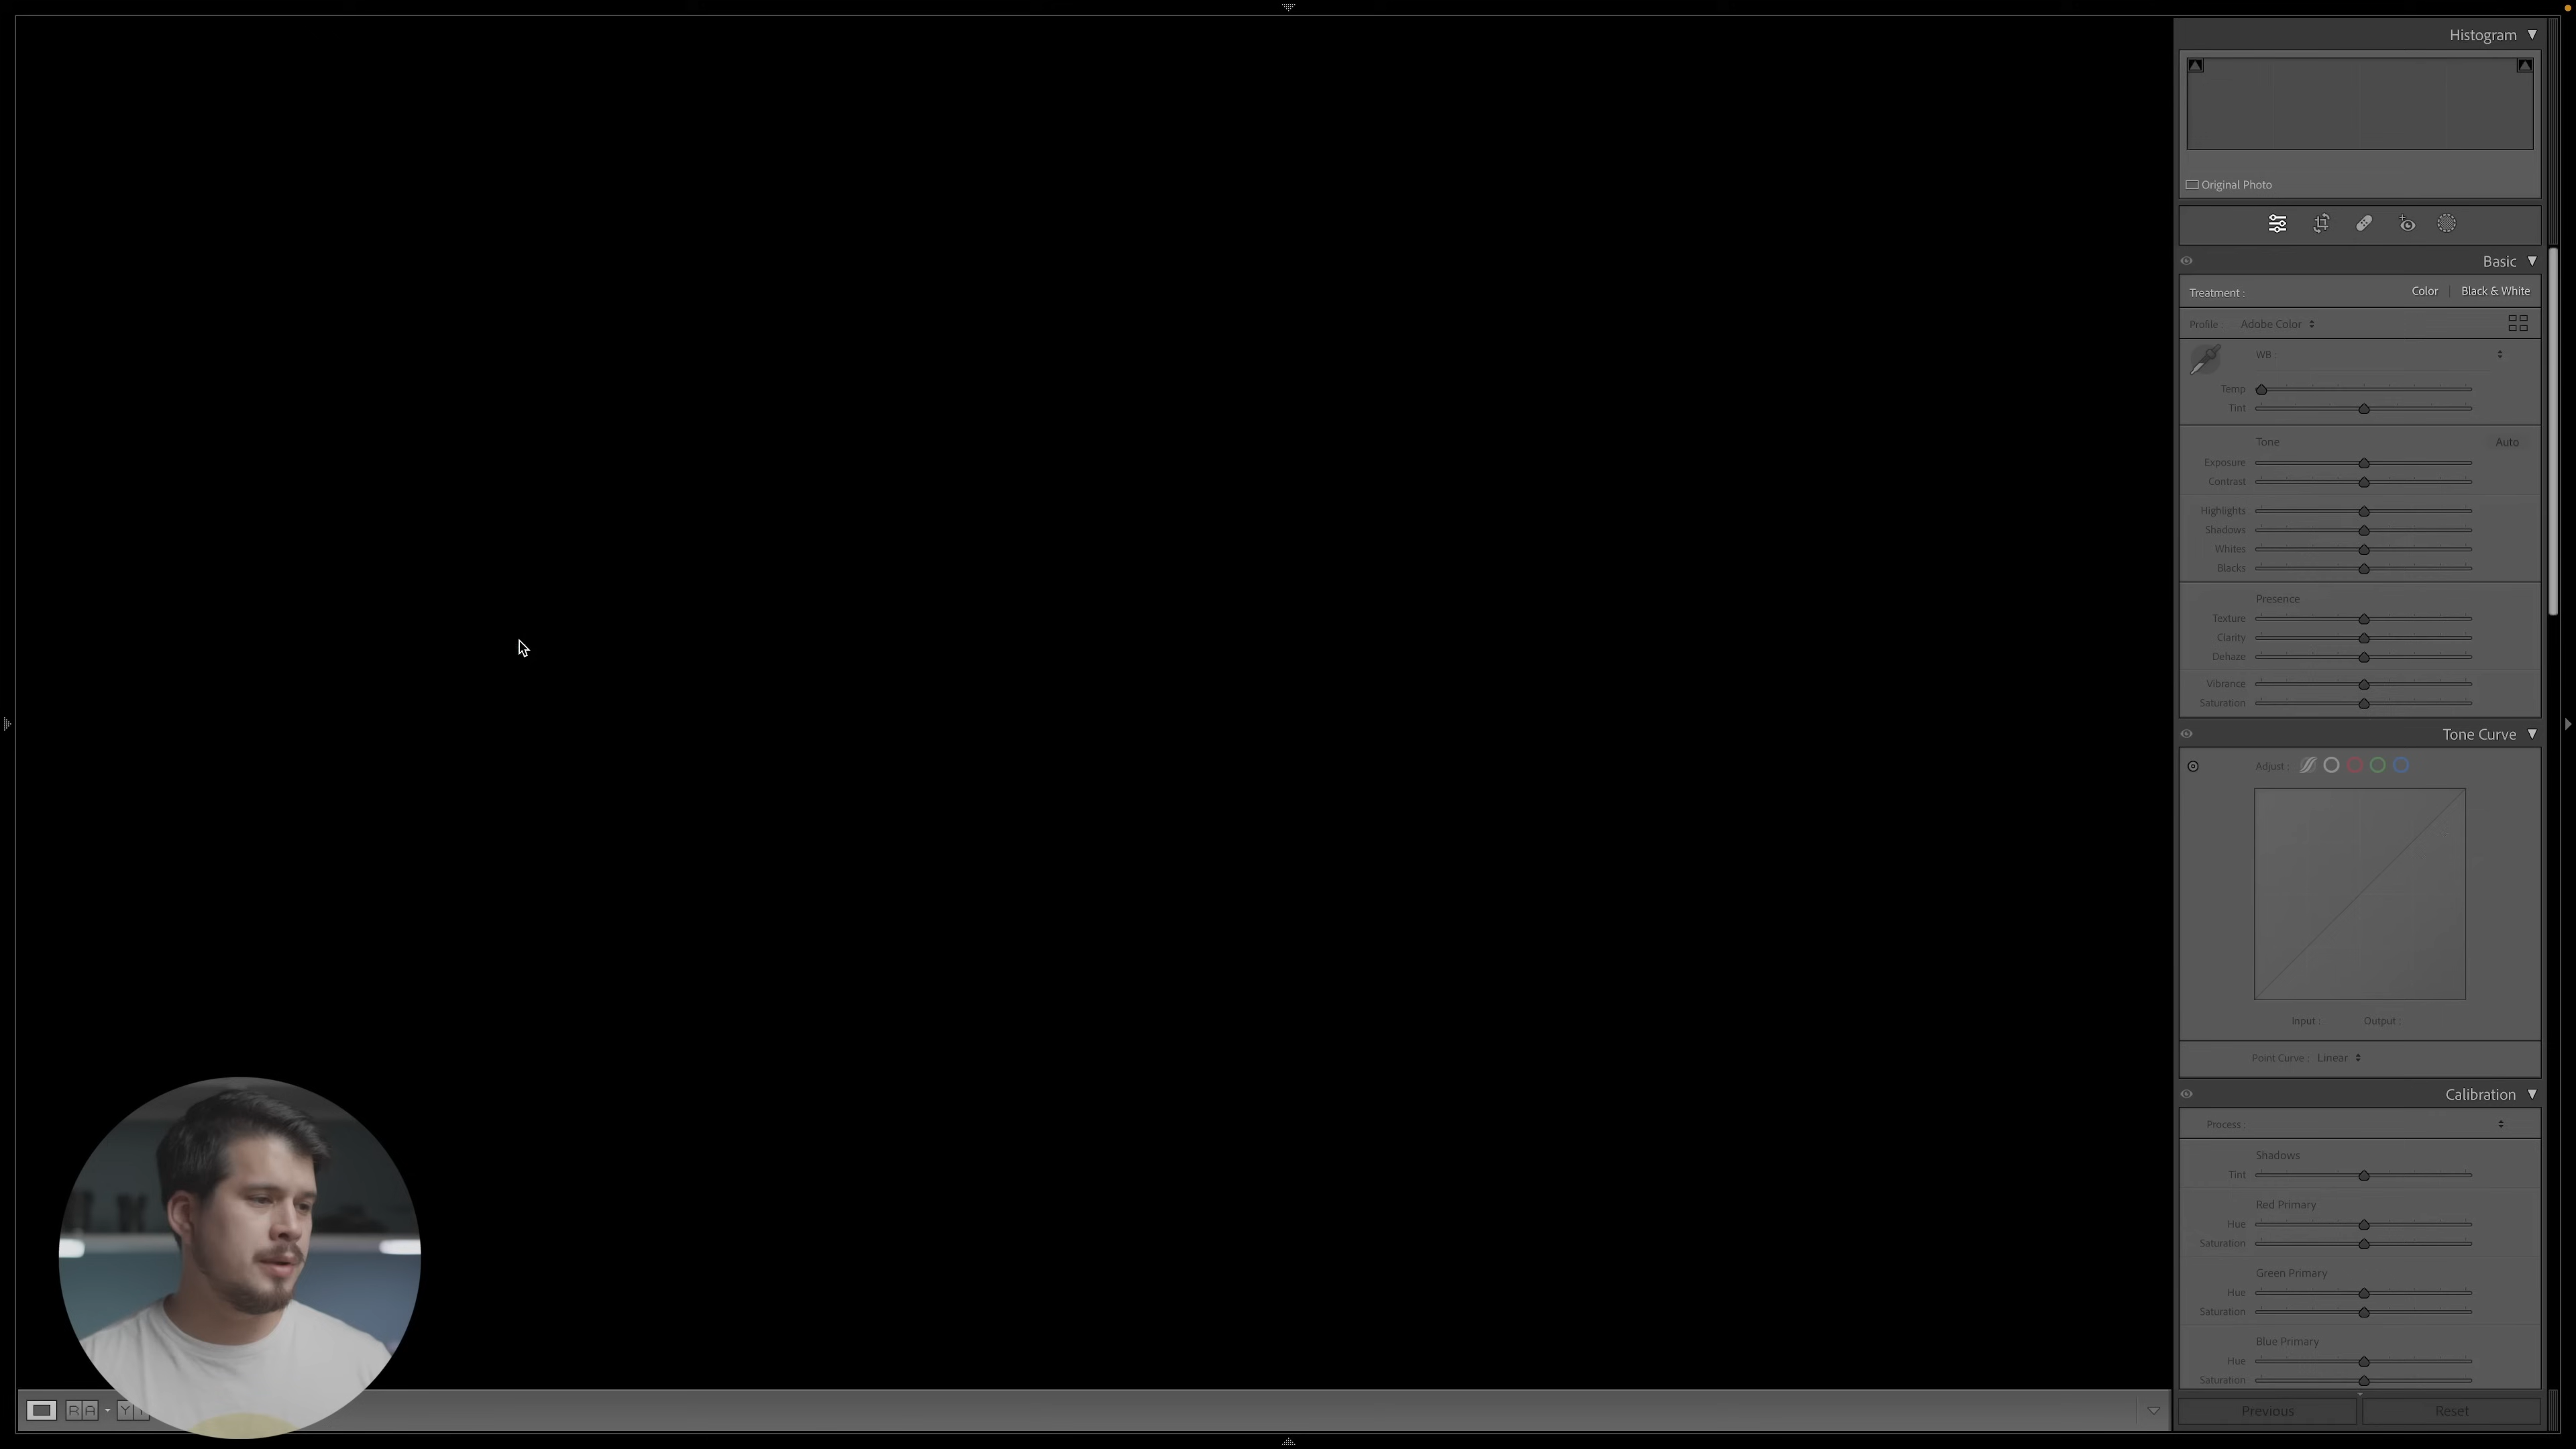 Histogram
Original Photo
Basic
Treatment : Color Black & White
Profile Adobe Color
WB :
Temp
Tint
Tone Auto
Exposure
Contrast
Highlights
Shadows
Whites
Blacks
Presence
Texture
Clarity
Dehaze
Vibrance
Saturation
Tone Curve
Adjust :
Input : Output :
Point Curve : Linear
Calibration
Process :
Shadows
Tint
Red Primary
Hue
Saturation
Green Primary
Hue
Saturation
Blue Primary
Hue
Saturation
R A Y
Previous Reset